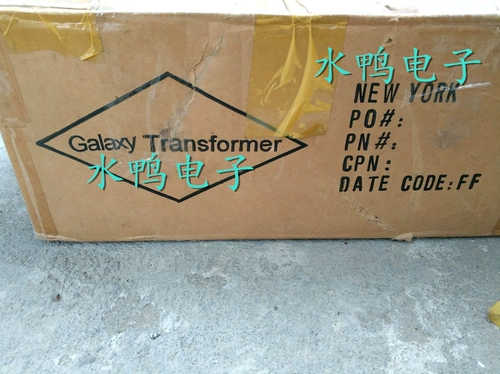 水鸭电子
NEW YORK
PO#:
PN#:
CPN:
DATE CODE: FF
Galaxy Transformer
水鸭电子